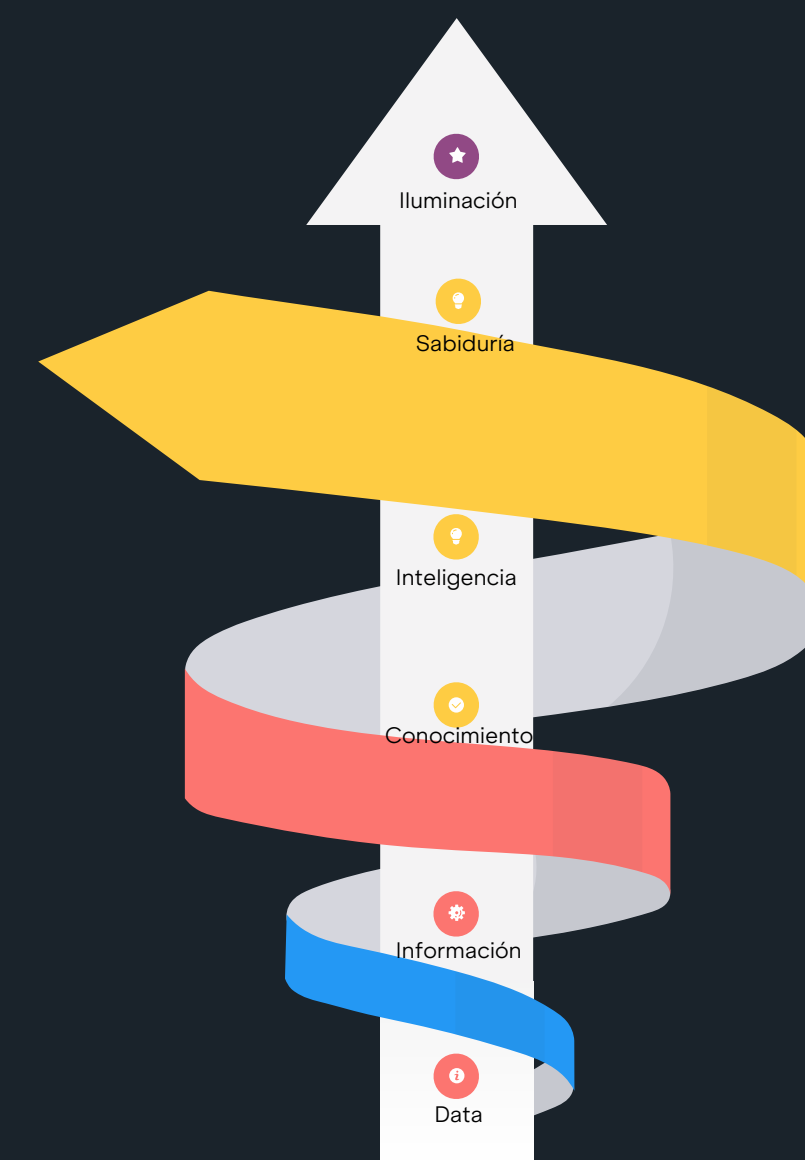 Iluminación
Sabiduría
Inteligencia
Conocimiento
Información
Data